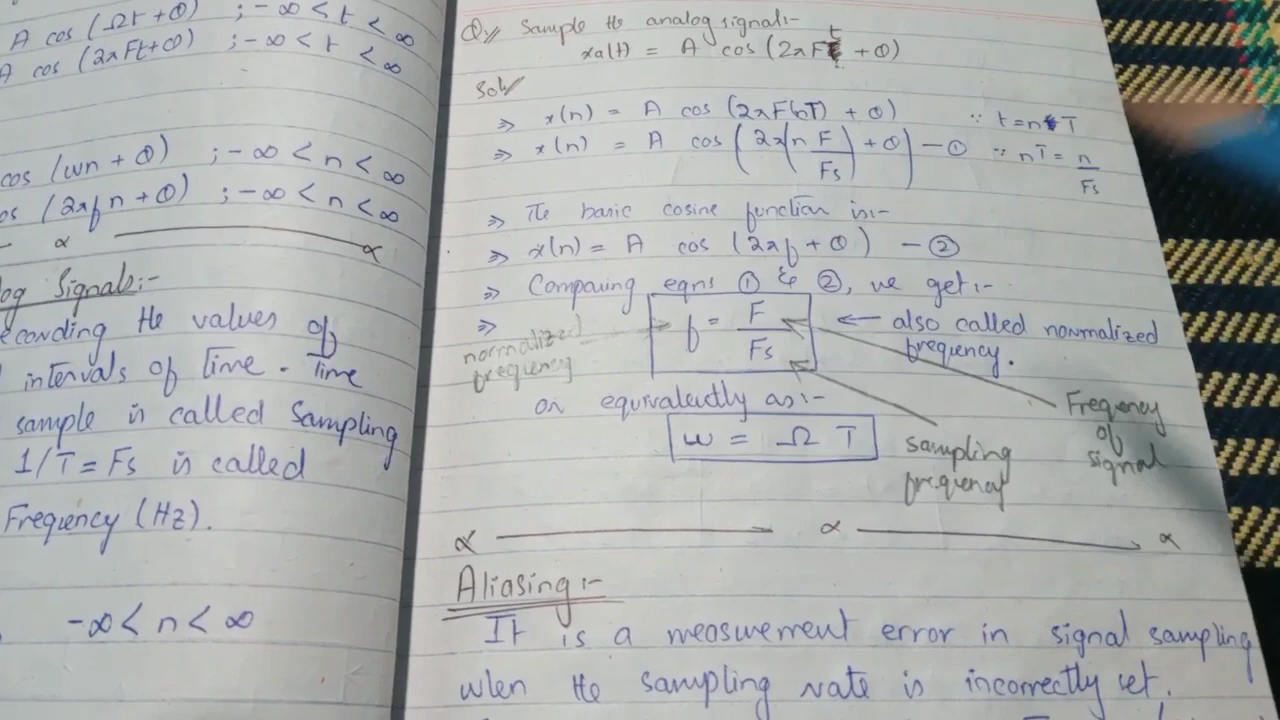 A cos (Ωt + Θ) ; -∞ < t < ∞
A cos (2πFt + Θ) ; -∞ < t < ∞
cos (ωn + Θ) ; -∞ < n < ∞
os (2πfn + Θ) ; -∞ < n < ∞
α α
og Signals:-
ecording the values of
intervals of Time. Time
sample is called Sampling
1/T = Fs is called
Frequency (Hz).
-∞ < n < ∞
Q// Sample the analog signal:-
xa(t) = A cos (2πFt + Θ)
Sol//
⇒ x(n) = A cos (2πF(nT) + Θ) ∵ t = nT
⇒ x(n) = A cos (2π(n F/Fs) + Θ) - ① ∵ nT = n/Fs
⇒ The basic cosine function is:-
⇒ x(n) = A cos (2πf + Θ) - ②
⇒ Comparing eqns ① & ②, we get:-
⇒ f = F/Fs ← also called normalized
frequency.
normalized
frequency
or equivalently as:-
ω = Ω T
sampling
frequency
Frequency
of
signal
α α α
Aliasing:-
It is a measurement error in signal sampling
when the sampling rate is incorrectly set.